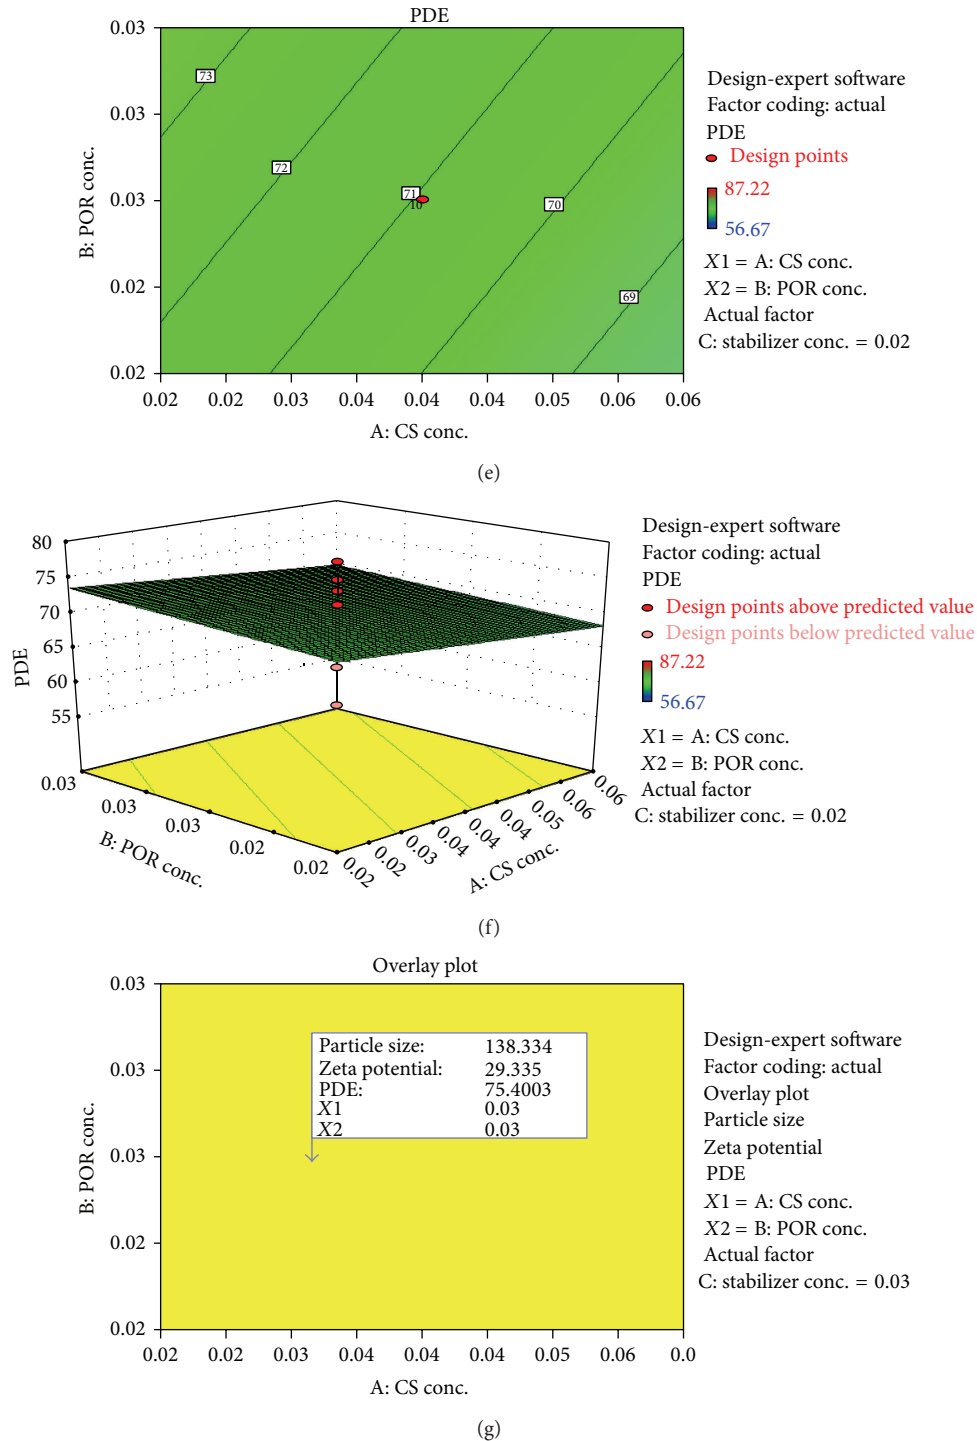 PDE
0.03
0.03
0.03
0.02
0.02
B: POR conc.
73
72
71
10
70
69
0.02 0.02 0.03 0.04 0.04 0.04 0.05 0.06 0.06
A: CS conc.
Design-expert software
Factor coding: actual
PDE
Design points
87.22
56.67
X1 = A: CS conc.
X2 = B: POR conc.
Actual factor
C: stabilizer conc. = 0.02
(e)
80
75
70
65
60
55
PDE
0.03
0.03
0.03
0.02
0.02
B: POR conc.
0.02
0.02
0.03
0.04
0.04
0.04
0.05
0.06
0.06
A: CS conc.
Design-expert software
Factor coding: actual
PDE
Design points above predicted value
Design points below predicted value
87.22
56.67
X1 = A: CS conc.
X2 = B: POR conc.
Actual factor
C: stabilizer conc. = 0.02
(f)
Overlay plot
0.03
0.03
0.03
0.02
0.02
B: POR conc.
Particle size: 138.334
Zeta potential: 29.335
PDE: 75.4003
X1 0.03
X2 0.03
0.02 0.02 0.03 0.04 0.04 0.04 0.05 0.06 0.0
A: CS conc.
Design-expert software
Factor coding: actual
Overlay plot
Particle size
Zeta potential
PDE
X1 = A: CS conc.
X2 = B: POR conc.
Actual factor
C: stabilizer conc. = 0.03
(g)